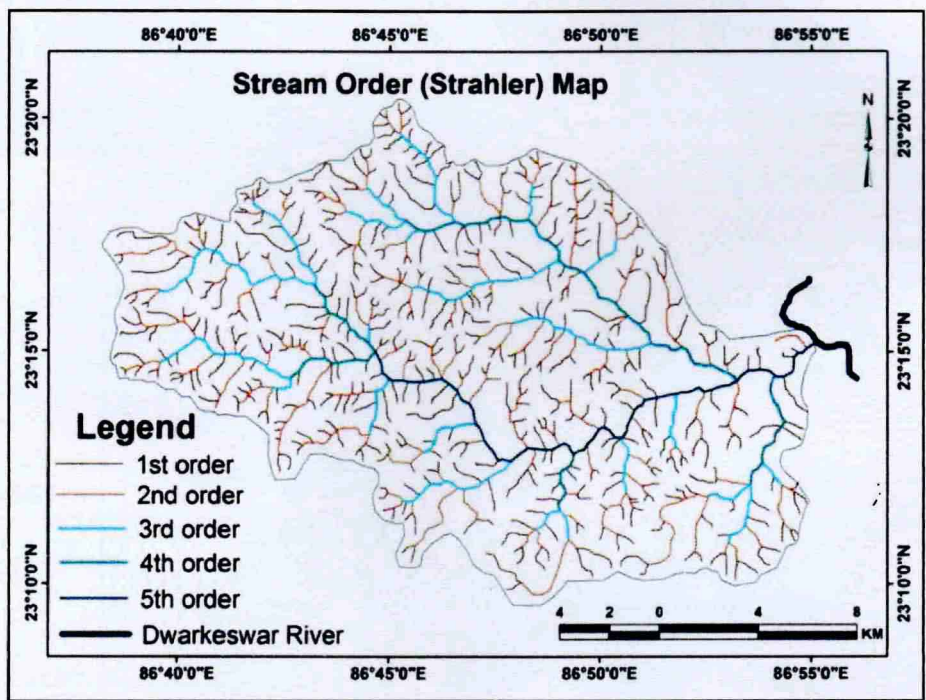 86°40'0"E 86°45'0"E 86°50'0"E 86°55'0"E
Stream Order (Strahler) Map
N
23°20'0"N 23°20'0"N
23°15'0"N 23°15'0"N
Legend
1st order
2nd order
3rd order
4th order
5th order
Dwarkeswar River
23°10'0"N 23°10'0"N
4 2 0 4 8
KM
86°40'0"E 86°45'0"E 86°50'0"E 86°55'0"E